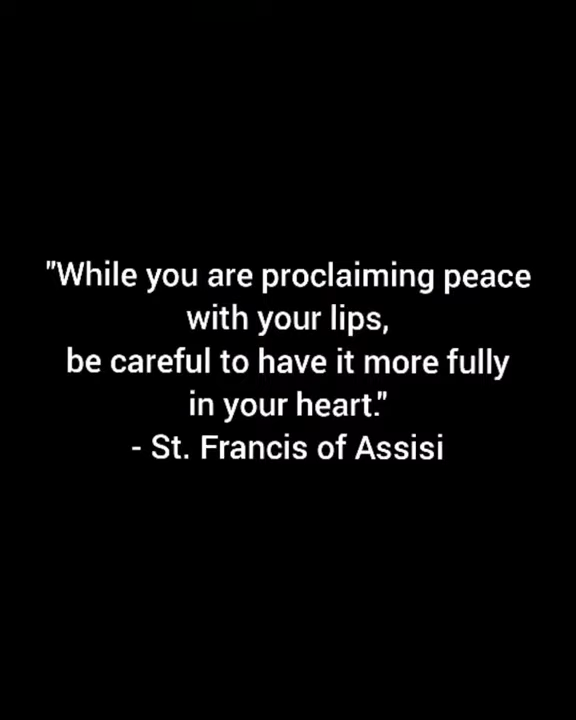 "While you are proclaiming peace
with your lips,
be careful to have it more fully
in your heart."
- St. Francis of Assisi